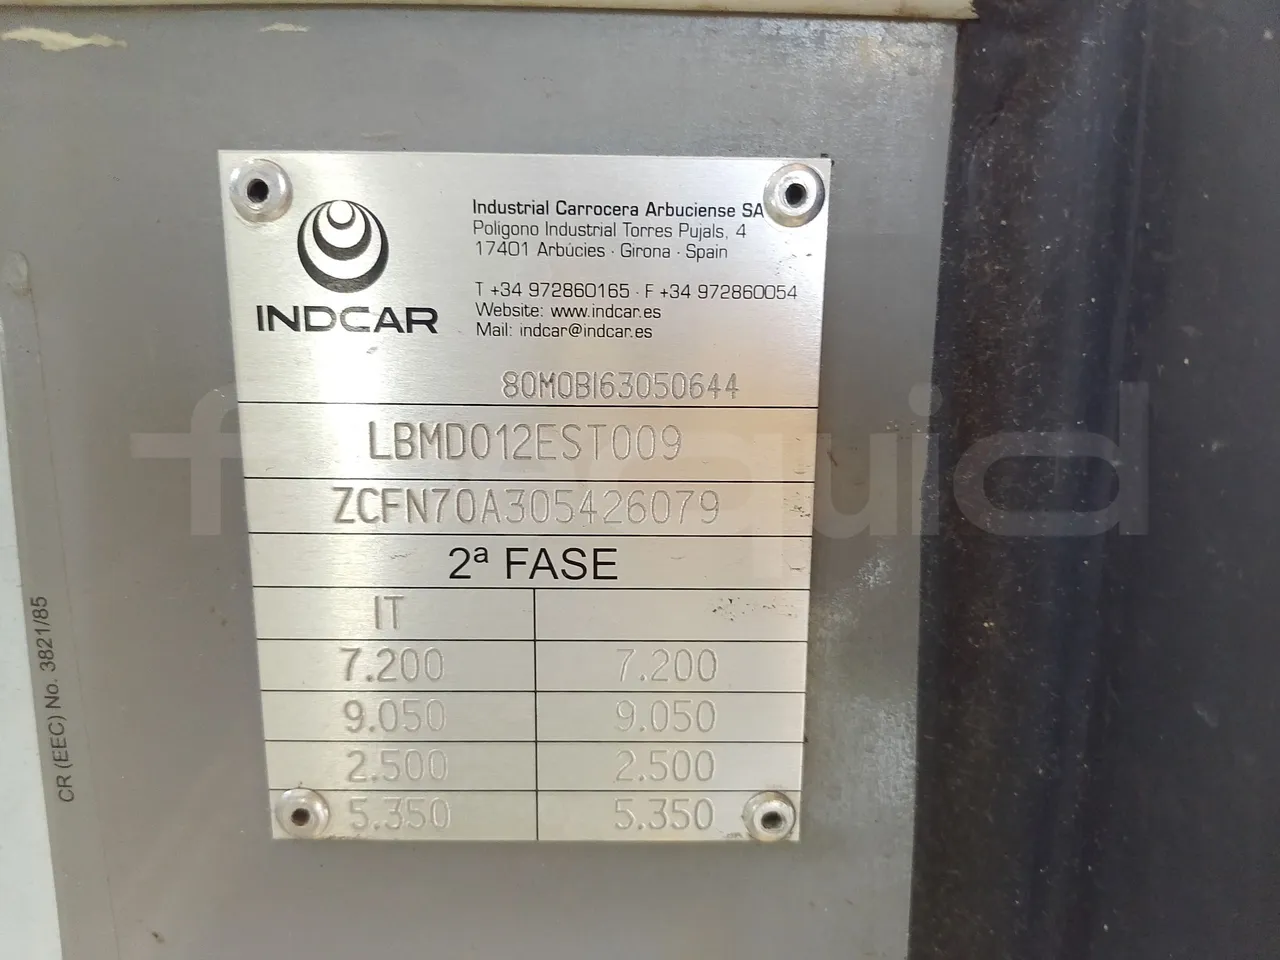 INDCAR
Industrial Carrocera Arbuciense SA
Poligono Industrial Torres Pujals, 4
17401 Arbúcies · Girona · Spain
T +34 972860165 · F +34 972860054
Website: www.indcar.es
Mail: indcar@indcar.es
80M0BI63050644
LBMD012EST009
ZCFN70A305426079
2ª FASE
IT
7.200 7.200
9.050 9.050
2.500 2.500
5.350 5.350
CR (EEC) No. 3821/85